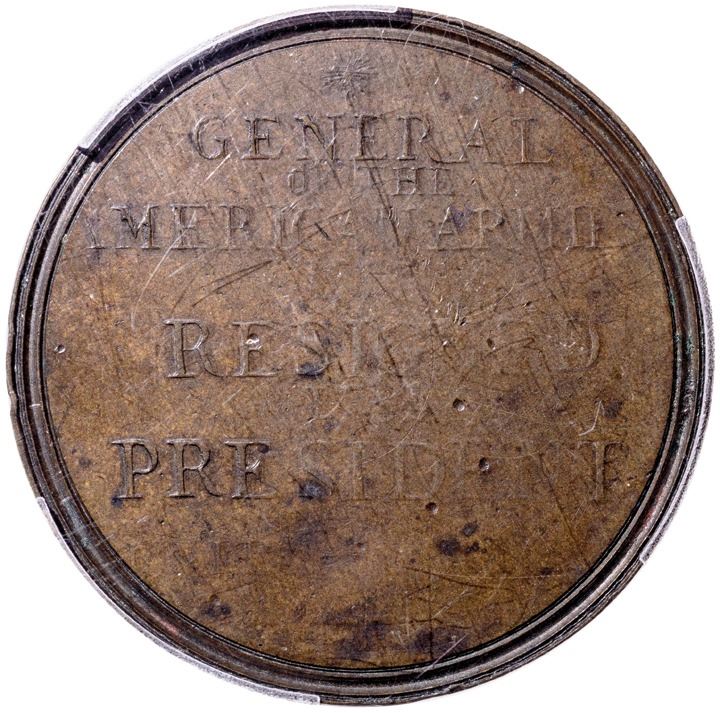 GENERAL
OF THE
AMERICAN ARMIES
RESIGNED
PRESIDENT